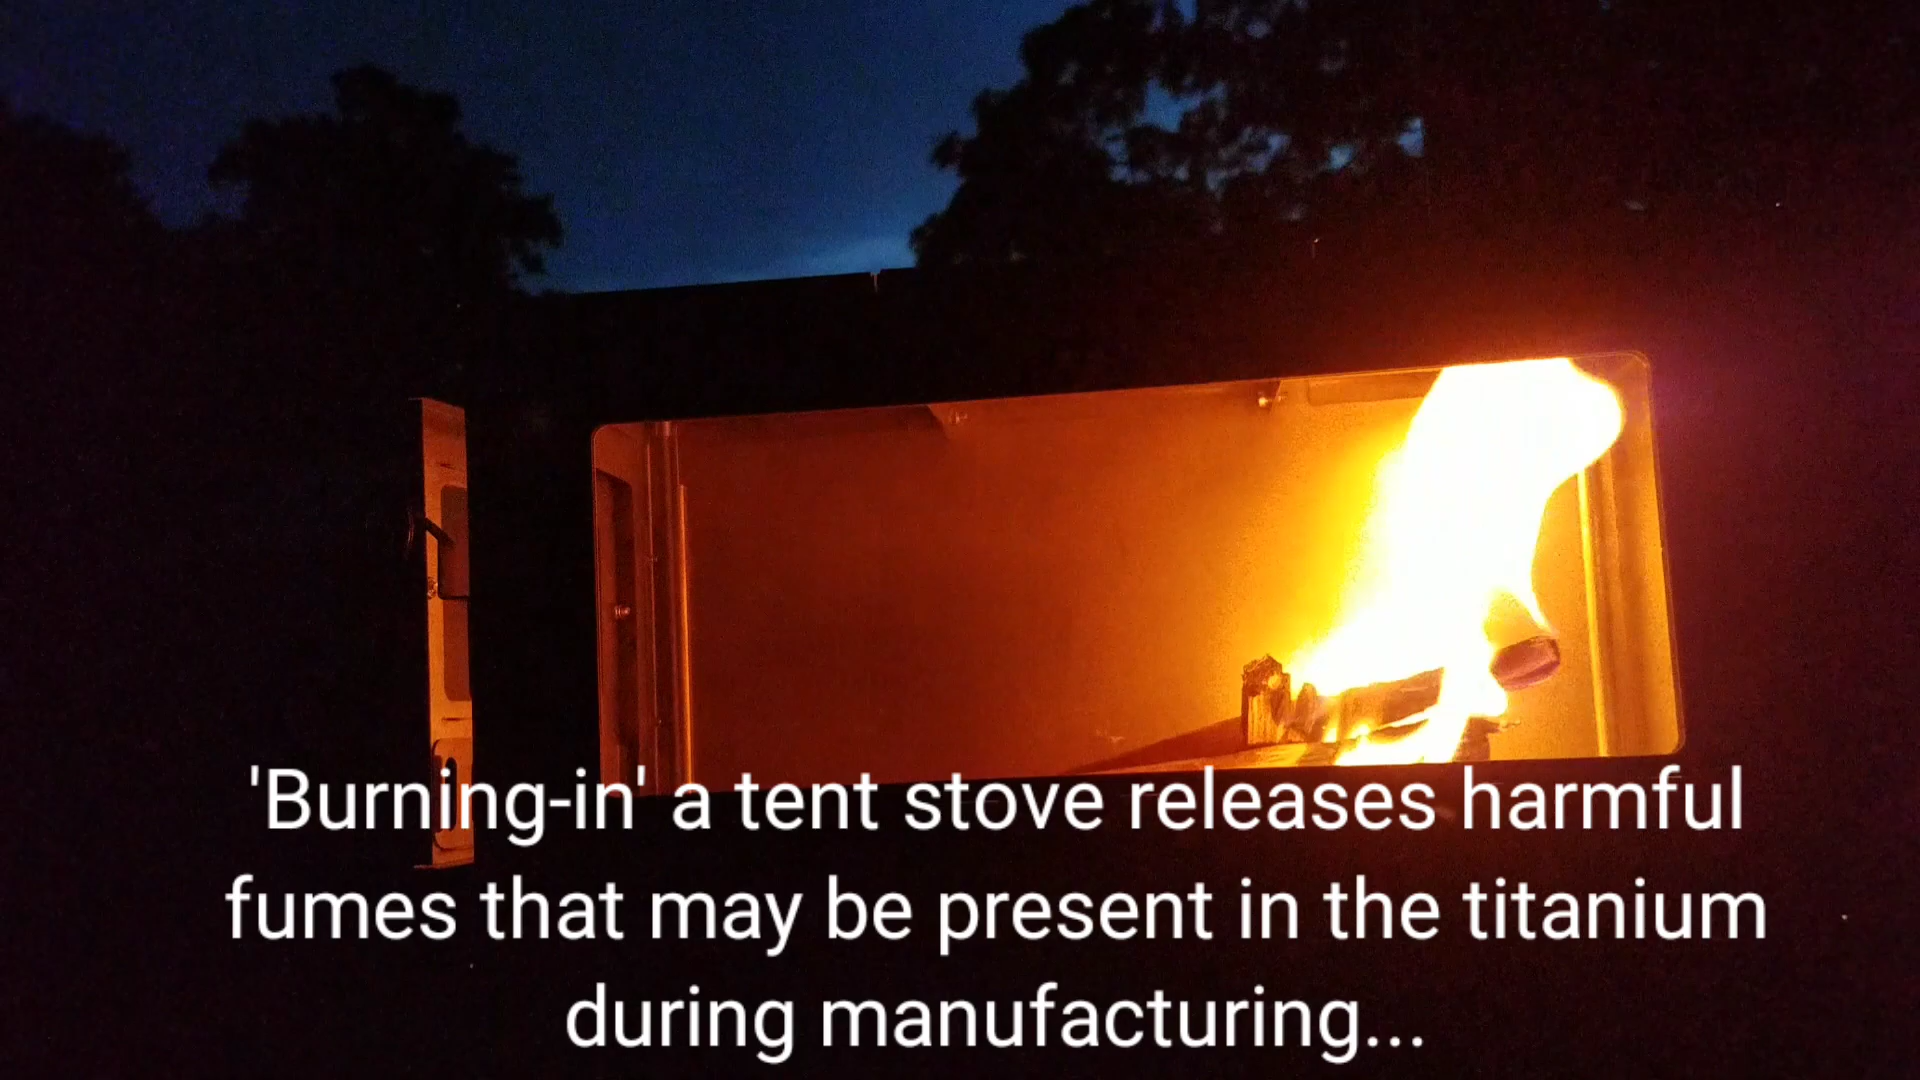 'Burning-in' a tent stove releases harmful
fumes that may be present in the titanium
during manufacturing...